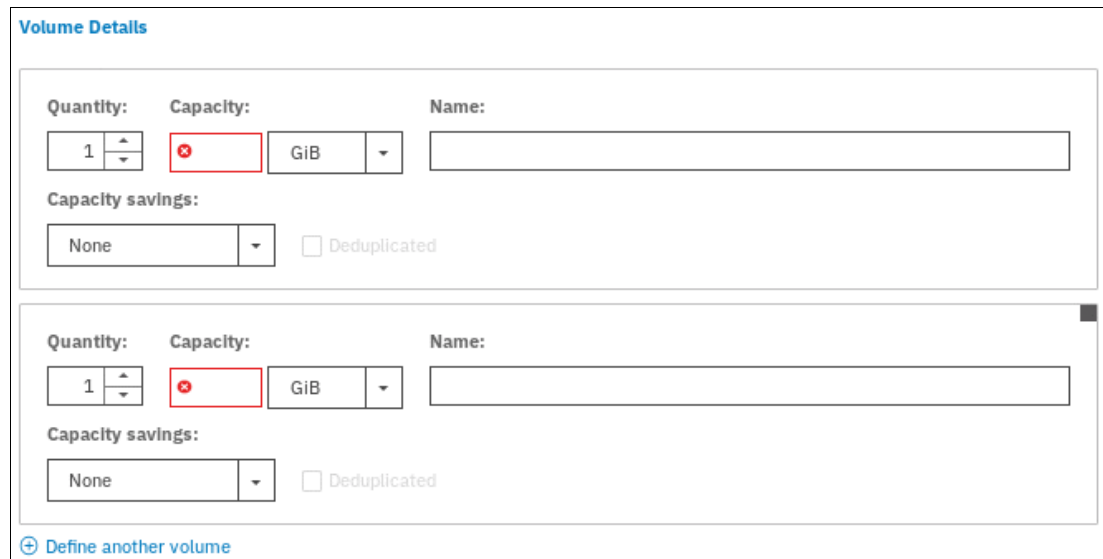 Volume Details
Quantity: Capacity: Name:
1 GiB
Capacity savings:
None Deduplicated
Quantity: Capacity: Name:
1 GiB
Capacity savings:
None Deduplicated
Define another volume